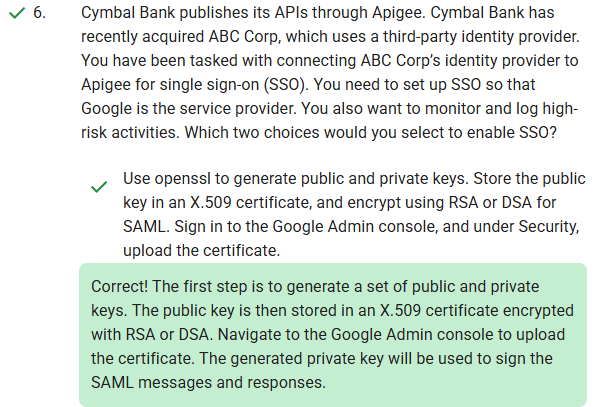 6. Cymbal Bank publishes its APIs through Apigee. Cymbal Bank has
recently acquired ABC Corp, which uses a third-party identity provider.
You have been tasked with connecting ABC Corp's identity provider to
Apigee for single sign-on (SSO). You need to set up SSO so that
Google is the service provider. You also want to monitor and log high-
risk activities. Which two choices would you select to enable SSO?
Use openssl to generate public and private keys. Store the public
key in an X.509 certificate, and encrypt using RSA or DSA for
SAML. Sign in to the Google Admin console, and under Security,
upload the certificate.
Correct! The first step is to generate a set of public and private
keys. The public key is then stored in an X.509 certificate encrypted
with RSA or DSA. Navigate to the Google Admin console to upload
the certificate. The generated private key will be used to sign the
SAML messages and responses.